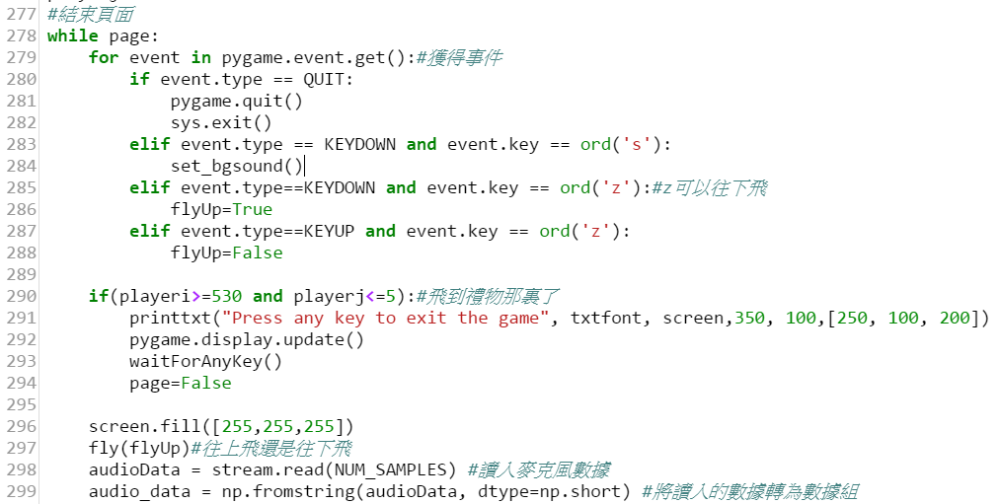 277 #結束頁面
278 while page:
279     for event in pygame.event.get():#獲得事件
280         if event.type == QUIT:
281             pygame.quit()
282             sys.exit()
283         elif event.type == KEYDOWN and event.key == ord('s'):
284             set_bgsound()
285         elif event.type==KEYDOWN and event.key == ord('z'):#z可以往下飛
286             flyUp=True
287         elif event.type==KEYUP and event.key == ord('z'):
288             flyUp=False
289
290     if(playeri>=530 and playerj<=5):#飛到禮物那裏了
291         printtxt("Press any key to exit the game", txtfont, screen,350, 100,[250, 100, 200])
292         pygame.display.update()
293         waitForAnyKey()
294         page=False
295
296     screen.fill([255,255,255])
297     fly(flyUp)#往上飛還是往下飛
298     audioData = stream.read(NUM_SAMPLES) #讀入麥克風數據
299     audio_data = np.fromstring(audioData, dtype=np.short) #將讀入的數據轉為數據組